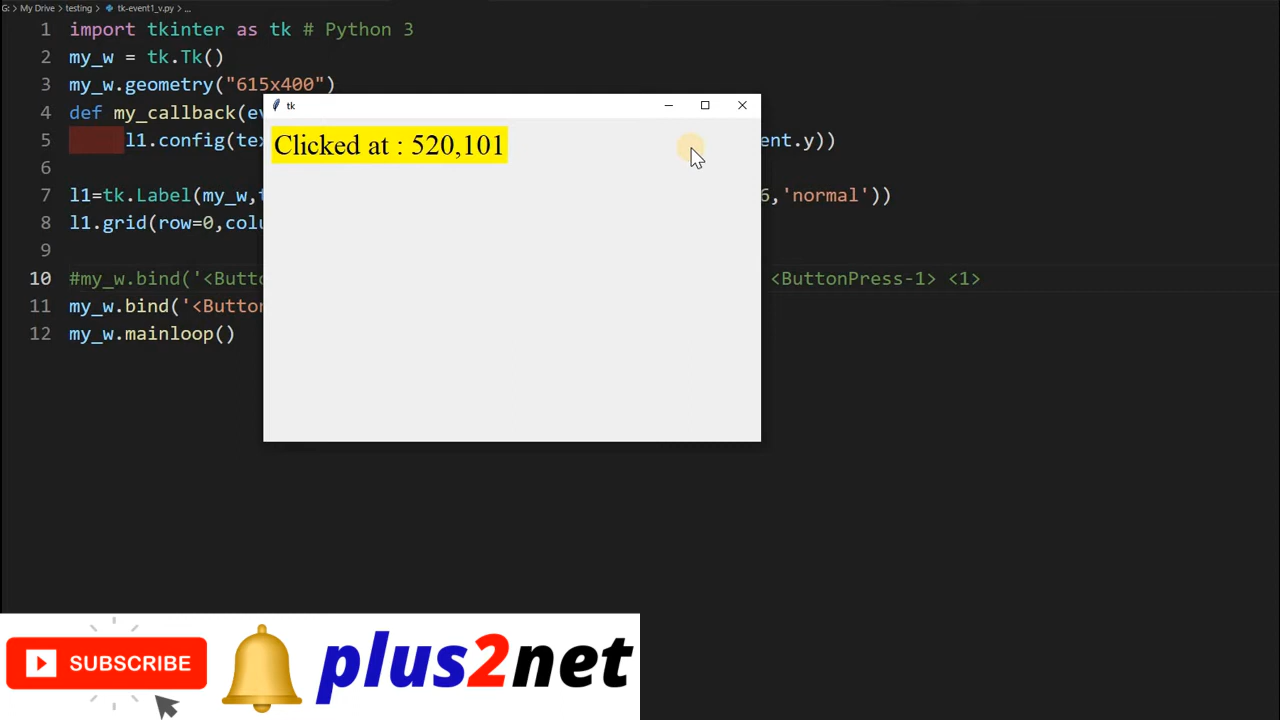 G: > My Drive > testing > tk-event1_v.py > ...
1 import tkinter as tk # Python 3
2 my_w = tk.Tk()
3 my_w.geometry("615x400")
4 def my_callback(ev
5 l1.config(tex ent.y))
6
7 l1=tk.Label(my_w,t 6,'normal'))
8 l1.grid(row=0,colu
9
10 #my_w.bind('<Butto <ButtonPress-1> <1>
11 my_w.bind('<Button
12 my_w.mainloop()
tk
Clicked at : 520,101
SUBSCRIBE
plus2net